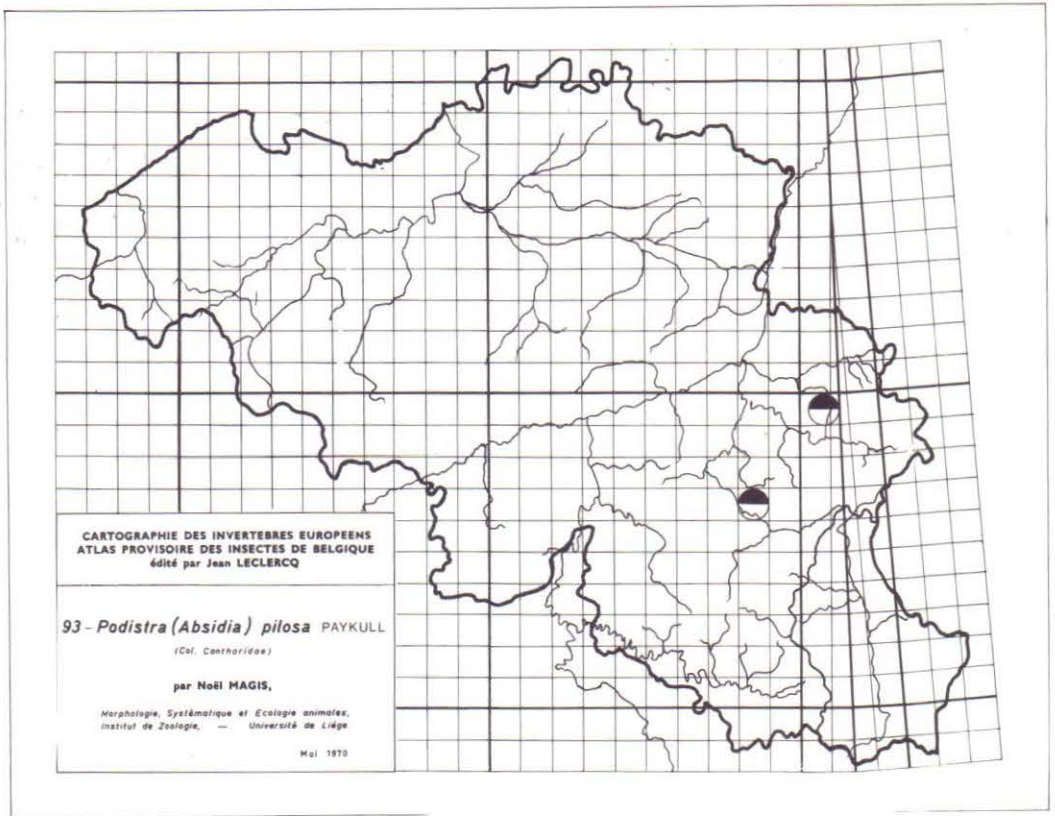 CARTOGRAPHIE DES INVERTEBRES EUROPEENS
ATLAS PROVISOIRE DES INSECTES DE BELGIQUE
édité par Jean LECLERCQ
93 - Podistra (Absidia) pilosa PAYKULL
(Col. Cantharidae)
par Noël MAGIS,
Morphologie, Systématique et Ecologie animales,
Institut de Zoologie, — Université de Liége
Mai 1970